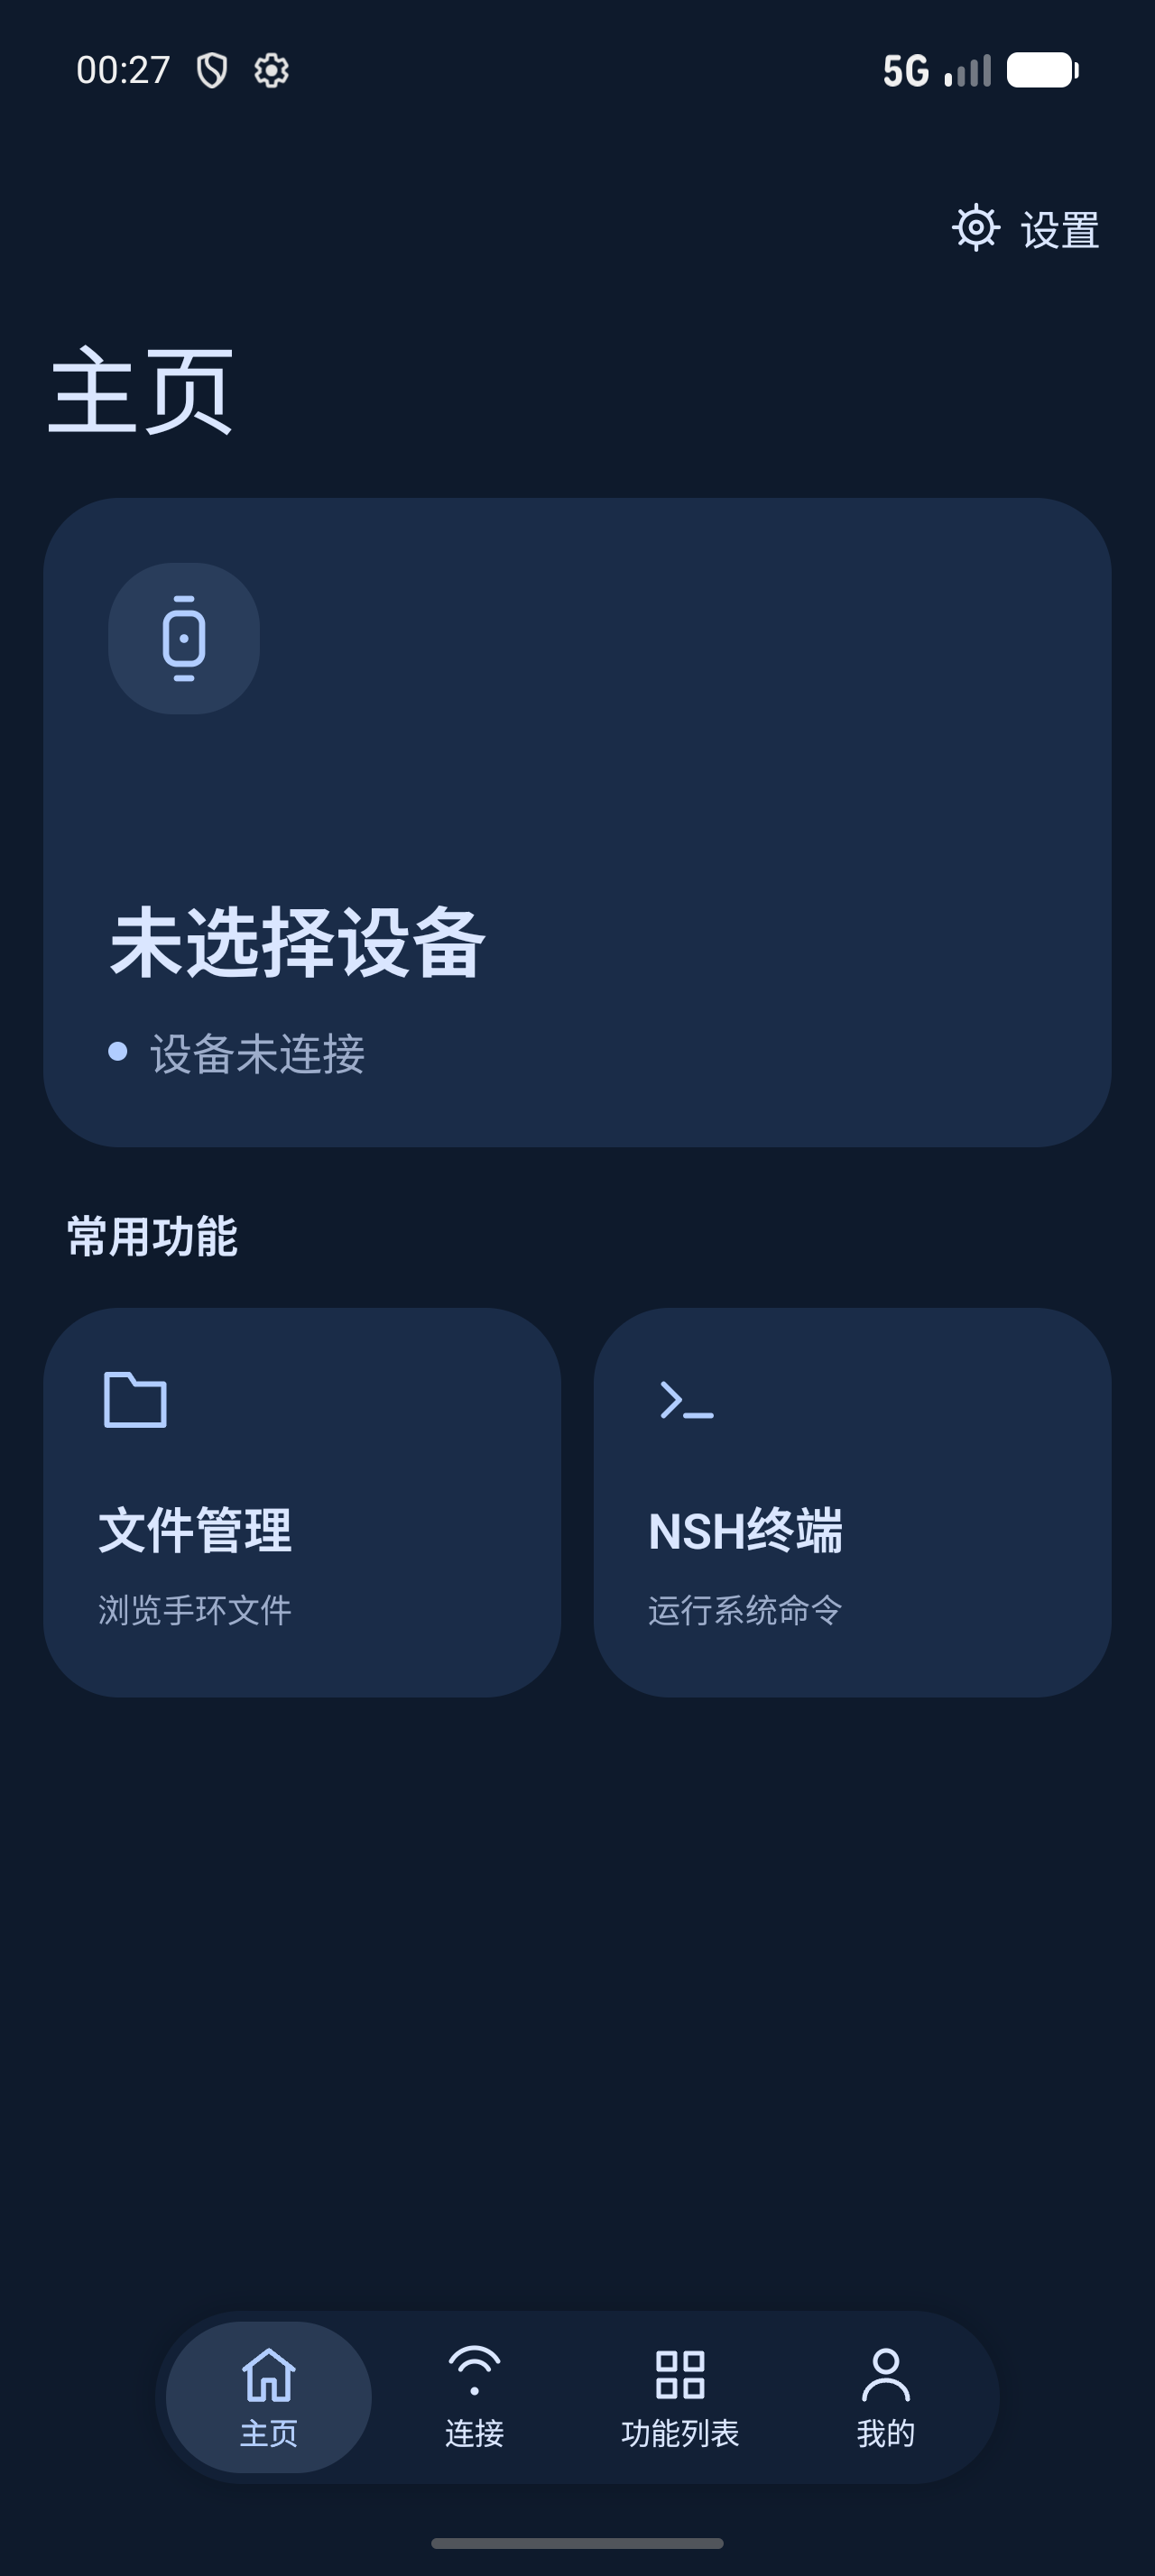 00:27
5G
设置
主页
未选择设备
设备未连接
常用功能
文件管理
浏览手环文件
NSH终端
运行系统命令
主页
连接
功能列表
我的